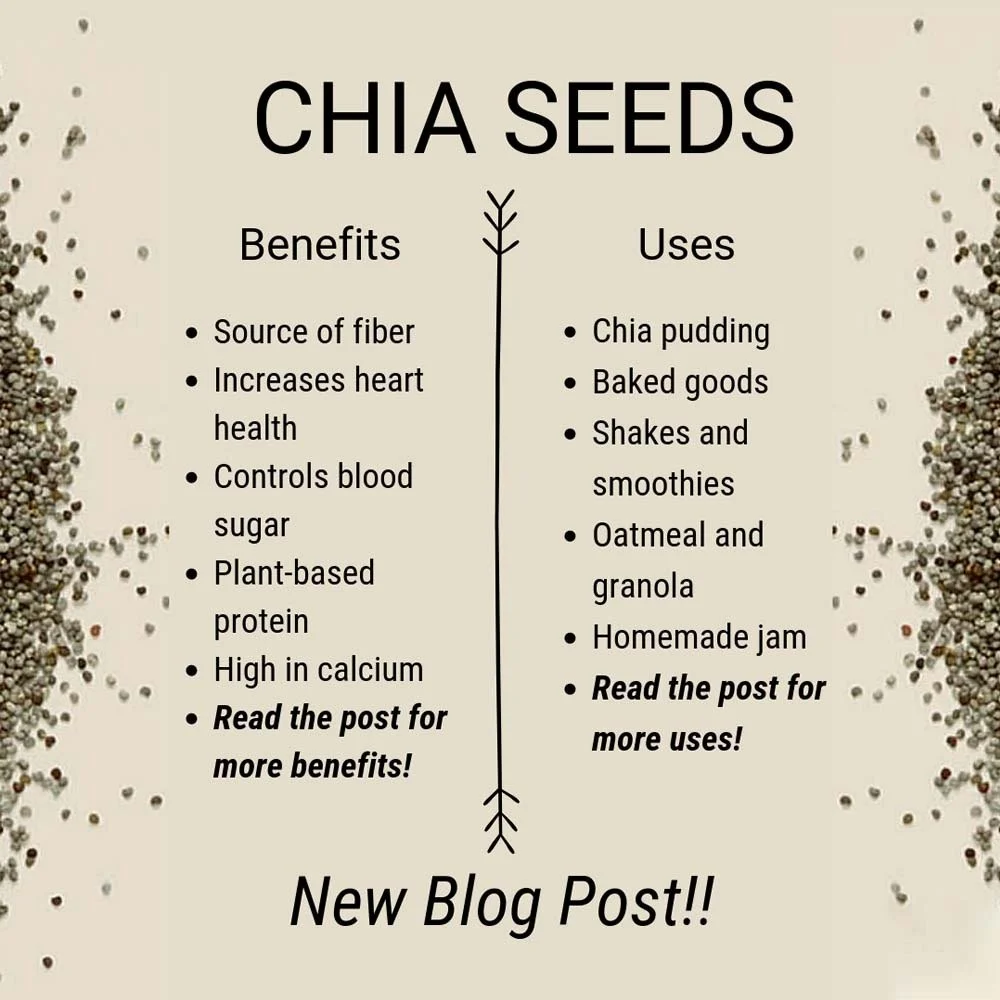 CHIA SEEDS
Benefits
• Source of fiber
• Increases heart
health
• Controls blood
sugar
• Plant-based
protein
• High in calcium
• Read the post for
more benefits!
Uses
• Chia pudding
• Baked goods
• Shakes and
smoothies
• Oatmeal and
granola
• Homemade jam
• Read the post for
more uses!
New Blog Post!!